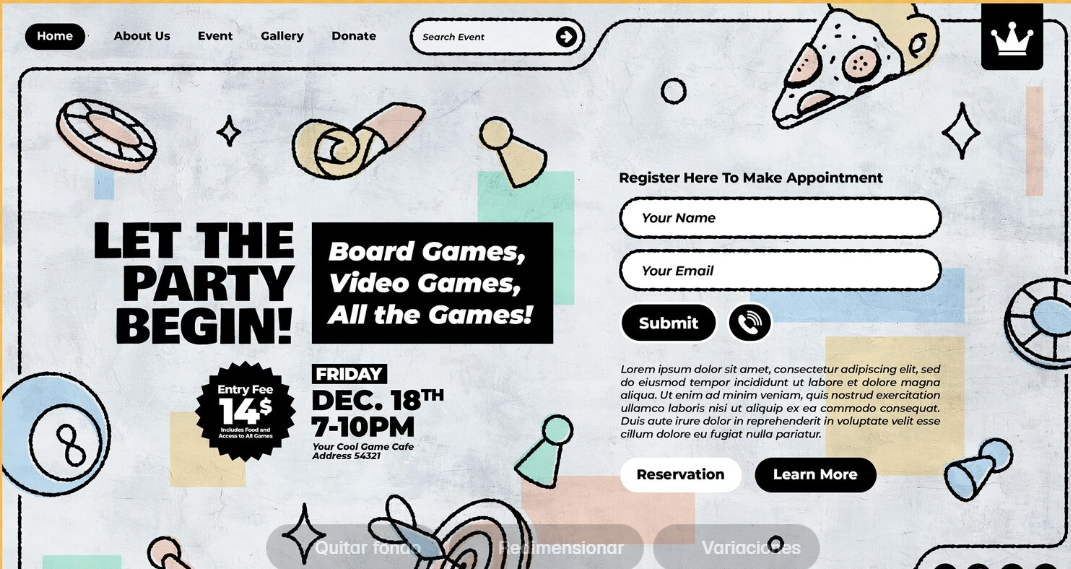 Home
About Us
Event
Gallery
Donate
Search Event
LET THE
PARTY
BEGIN!
Board Games,
Video Games,
All the Games!
Entry Fee
14$
Includes Food and
Access to All Games
FRIDAY
DEC. 18TH
7-10PM
Your Cool Game Cafe
Address 54321
Register Here To Make Appointment
Your Name
Your Email
Submit
Lorem ipsum dolor sit amet, consectetur adipiscing elit, sed
do eiusmod tempor incididunt ut labore et dolore magna
aliqua. Ut enim ad minim veniam, quis nostrud exercitation
ullamco laboris nisi ut aliquip ex ea commodo consequat.
Duis aute irure dolor in reprehenderit in voluptate velit esse
cillum dolore eu fugiat nulla pariatur.
Reservation
Learn More
8
Quitar fondo
Redimensionar
Variaciones